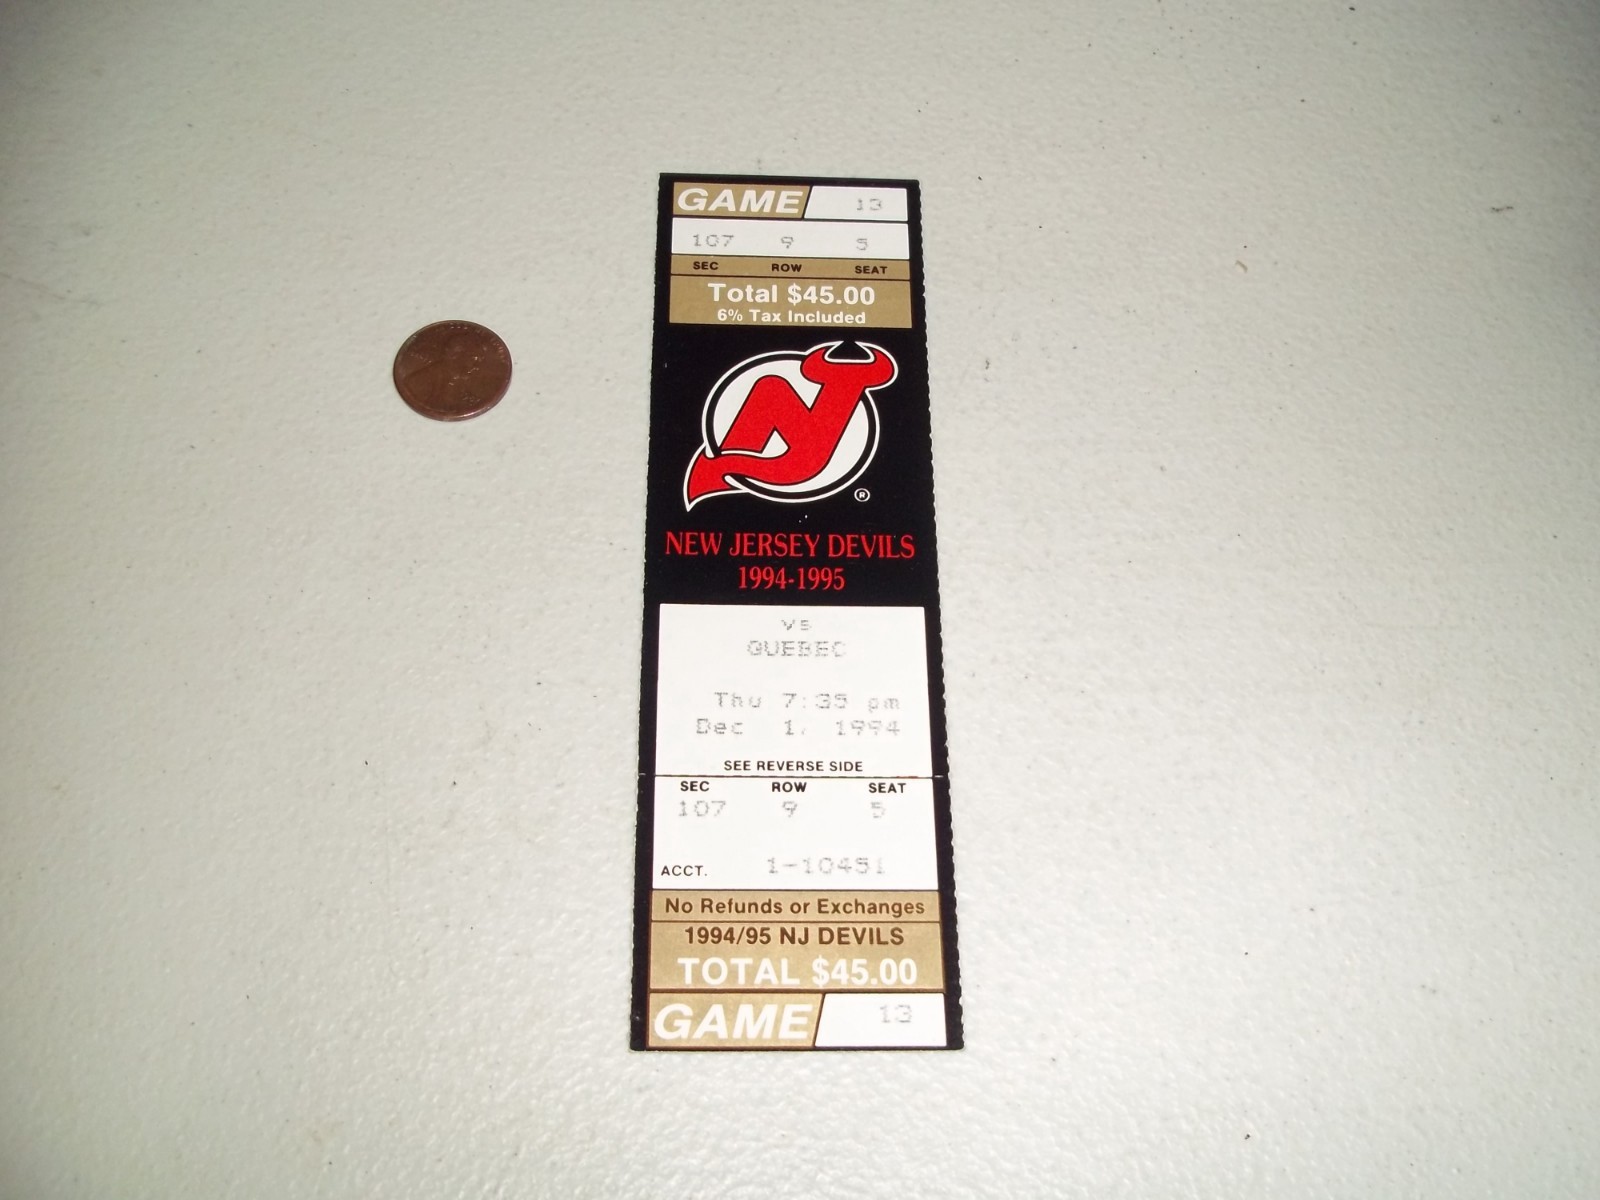 GAME 13
107 9 5
SEC ROW SEAT
Total $45.00
6% Tax Included
®
NEW JERSEY DEVILS
1994-1995
vs
QUEBEC
Thu 7:35 pm
Dec 1, 1994
SEE REVERSE SIDE
SEC ROW SEAT
107 9 5
ACCT. 1-10451
No Refunds or Exchanges
1994/95 NJ DEVILS
TOTAL $45.00
GAME 13